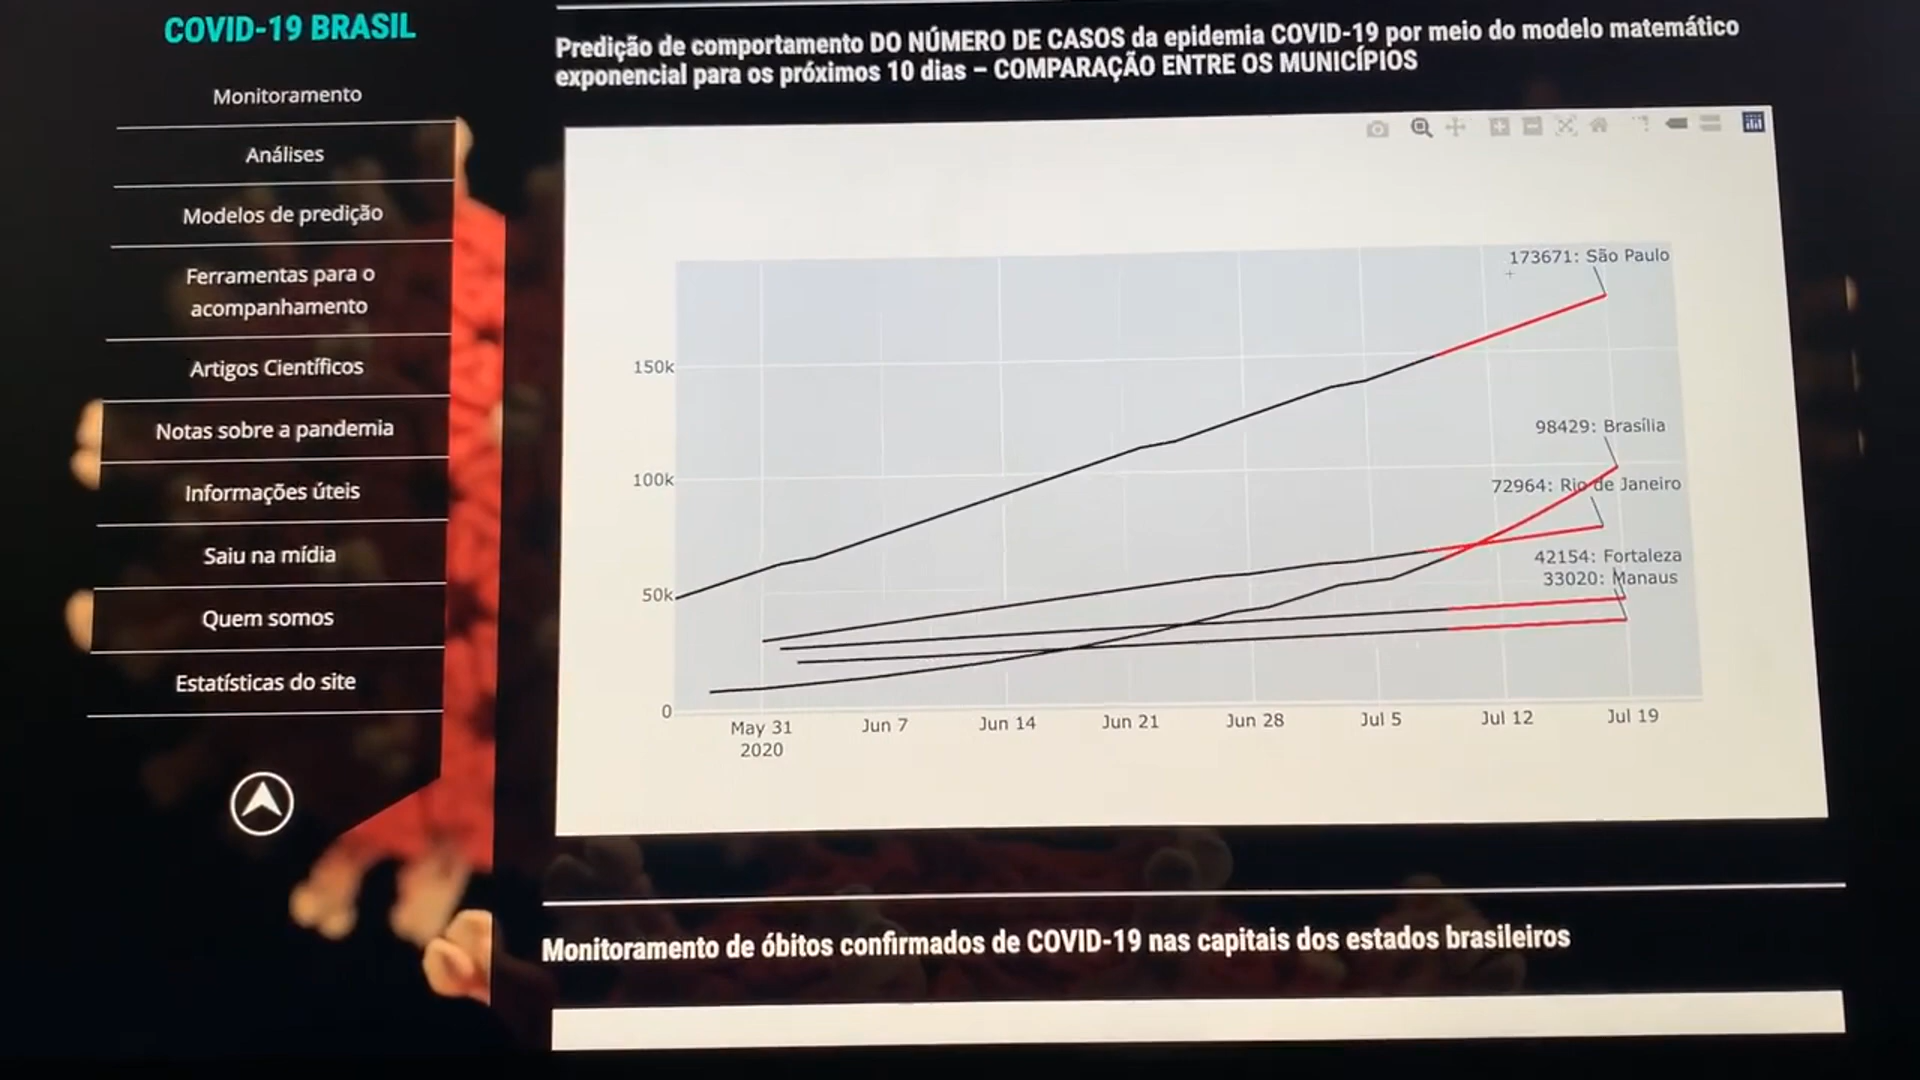 COVID-19 BRASIL
Monitoramento
Análises
Modelos de predição
Ferramentas para o
acompanhamento
Artigos Científicos
Notas sobre a pandemia
Informações úteis
Saiu na mídia
Quem somos
Estatísticas do site
Predição de comportamento DO NÚMERO DE CASOS da epidemia COVID-19 por meio do modelo matemático
exponencial para os próximos 10 dias – COMPARAÇÃO ENTRE OS MUNICÍPIOS
173671: São Paulo
150k
98429: Brasília
100k
72964: Rio de Janeiro
42154: Fortaleza
33020: Manaus
50k
0
May 31
2020
Jun 7
Jun 14
Jun 21
Jun 28
Jul 5
Jul 12
Jul 19
Monitoramento de óbitos confirmados de COVID-19 nas capitais dos estados brasileiros